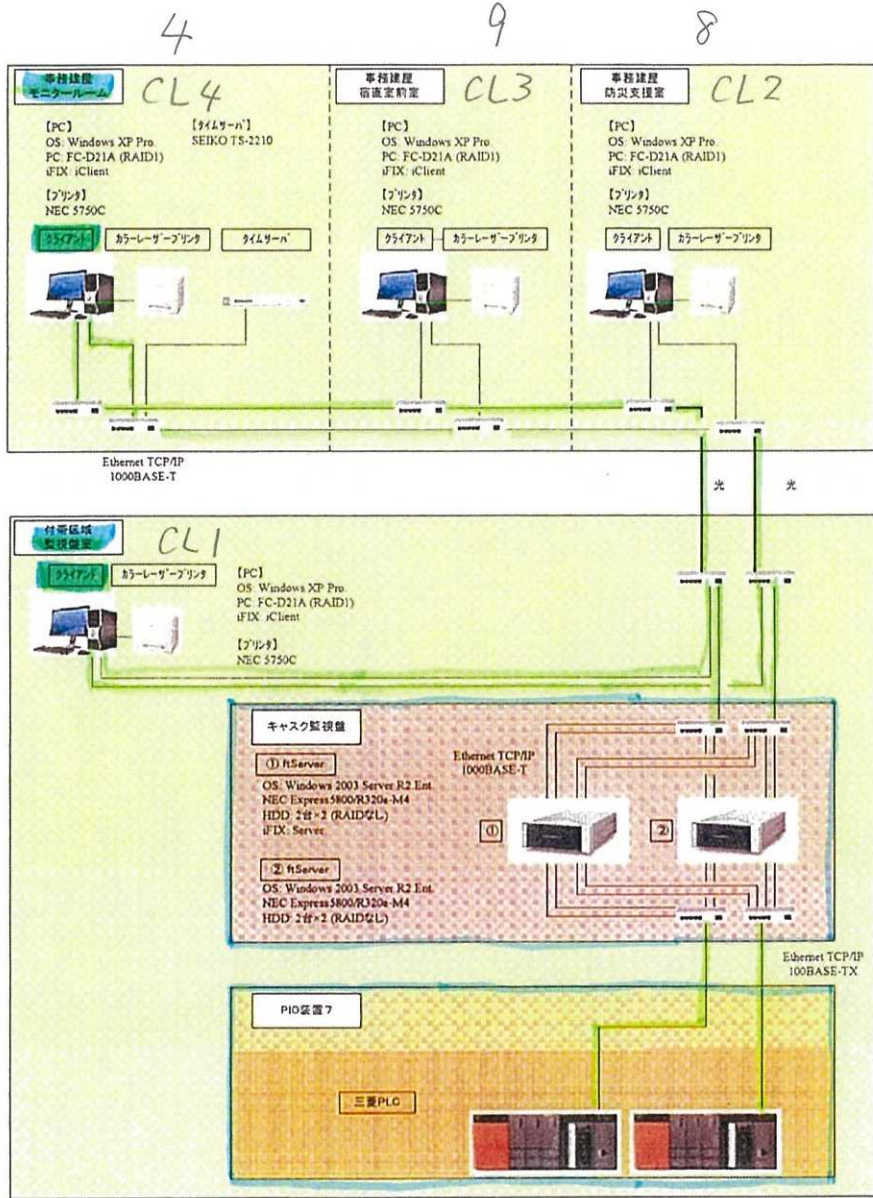 4
9
8
事務建屋
モニタールーム
CL4
【PC】
OS: Windows XP Pro.
PC: FC-D21A (RAID1)
iFIX: iClient
【タイムサーバ】
SEIKO TS-2210
【プリンタ】
NEC 5750C
クライアント
カラーレーザープリンタ
タイムサーバ
事務建屋
宿直室前室
CL3
【PC】
OS: Windows XP Pro.
PC: FC-D21A (RAID1)
iFIX: iClient
【プリンタ】
NEC 5750C
クライアント
カラーレーザープリンタ
事務建屋
防災支援室
CL2
【PC】
OS: Windows XP Pro.
PC: FC-D21A (RAID1)
iFIX: iClient
【プリンタ】
NEC 5750C
クライアント
カラーレーザープリンタ
Ethernet TCP/IP
1000BASE-T
光
光
付帯区域
監視盤室
CL1
クライアント
カラーレーザープリンタ
【PC】
OS: Windows XP Pro.
PC: FC-D21A (RAID1)
iFIX: iClient
【プリンタ】
NEC 5750C
キャスク監視盤
① ftServer
OS: Windows 2003 Server R2 Ent.
NEC Express5800/R320a-M4
HDD: 2台×2 (RAIDなし)
iFIX: Server
② ftServer
OS: Windows 2003 Server R2 Ent.
NEC Express5800/R320a-M4
HDD: 2台×2 (RAIDなし)
Ethernet TCP/IP
1000BASE-T
①
②
Ethernet TCP/IP
100BASE-TX
PIO装置7
三菱PLC